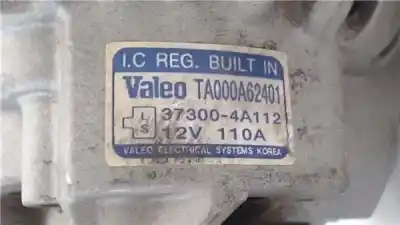 I.C REG. BUILT IN
Valeo TA000A62401
L
S
37300-4A112
12V 110A
VALEO ELECTRICAL SYSTEMS KOREA